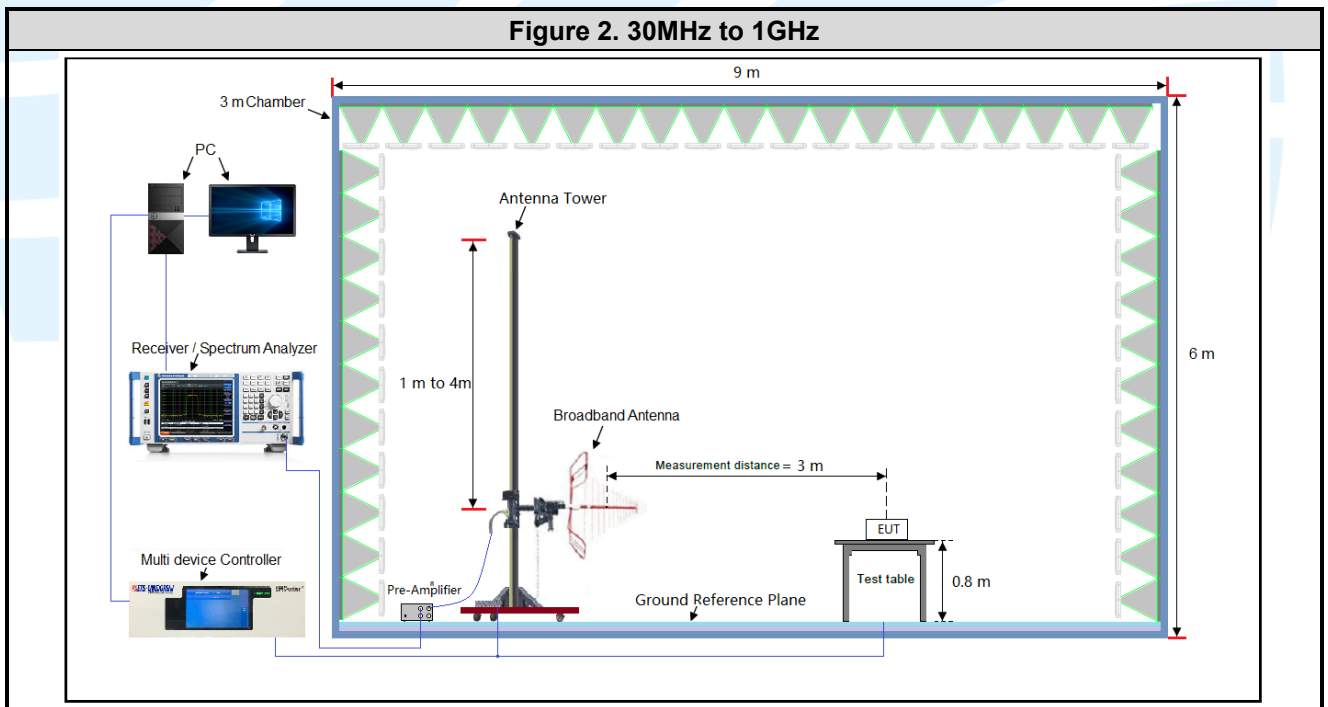 Figure 2. 30MHz to 1GHz
9 m
3 m Chamber
PC
Antenna Tower
Receiver / Spectrum Analyzer
1 m to 4m
6 m
Broadband Antenna
Measurement distance = 3 m
EUT
Multi device Controller
Test table
0.8 m
Pre-Amplifier
Ground Reference Plane